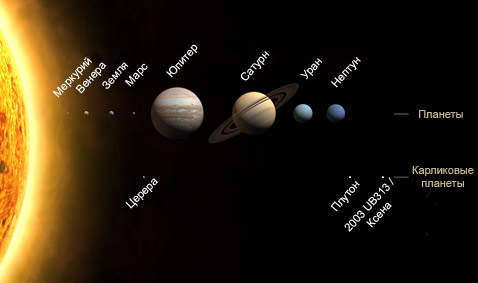 Меркурий
Венера
Земля
Марс
Юпитер
Сатурн
Уран
Нептун
Планеты
Церера
Плутон
2003 UB313 /
Ксена
Карликовые
планеты